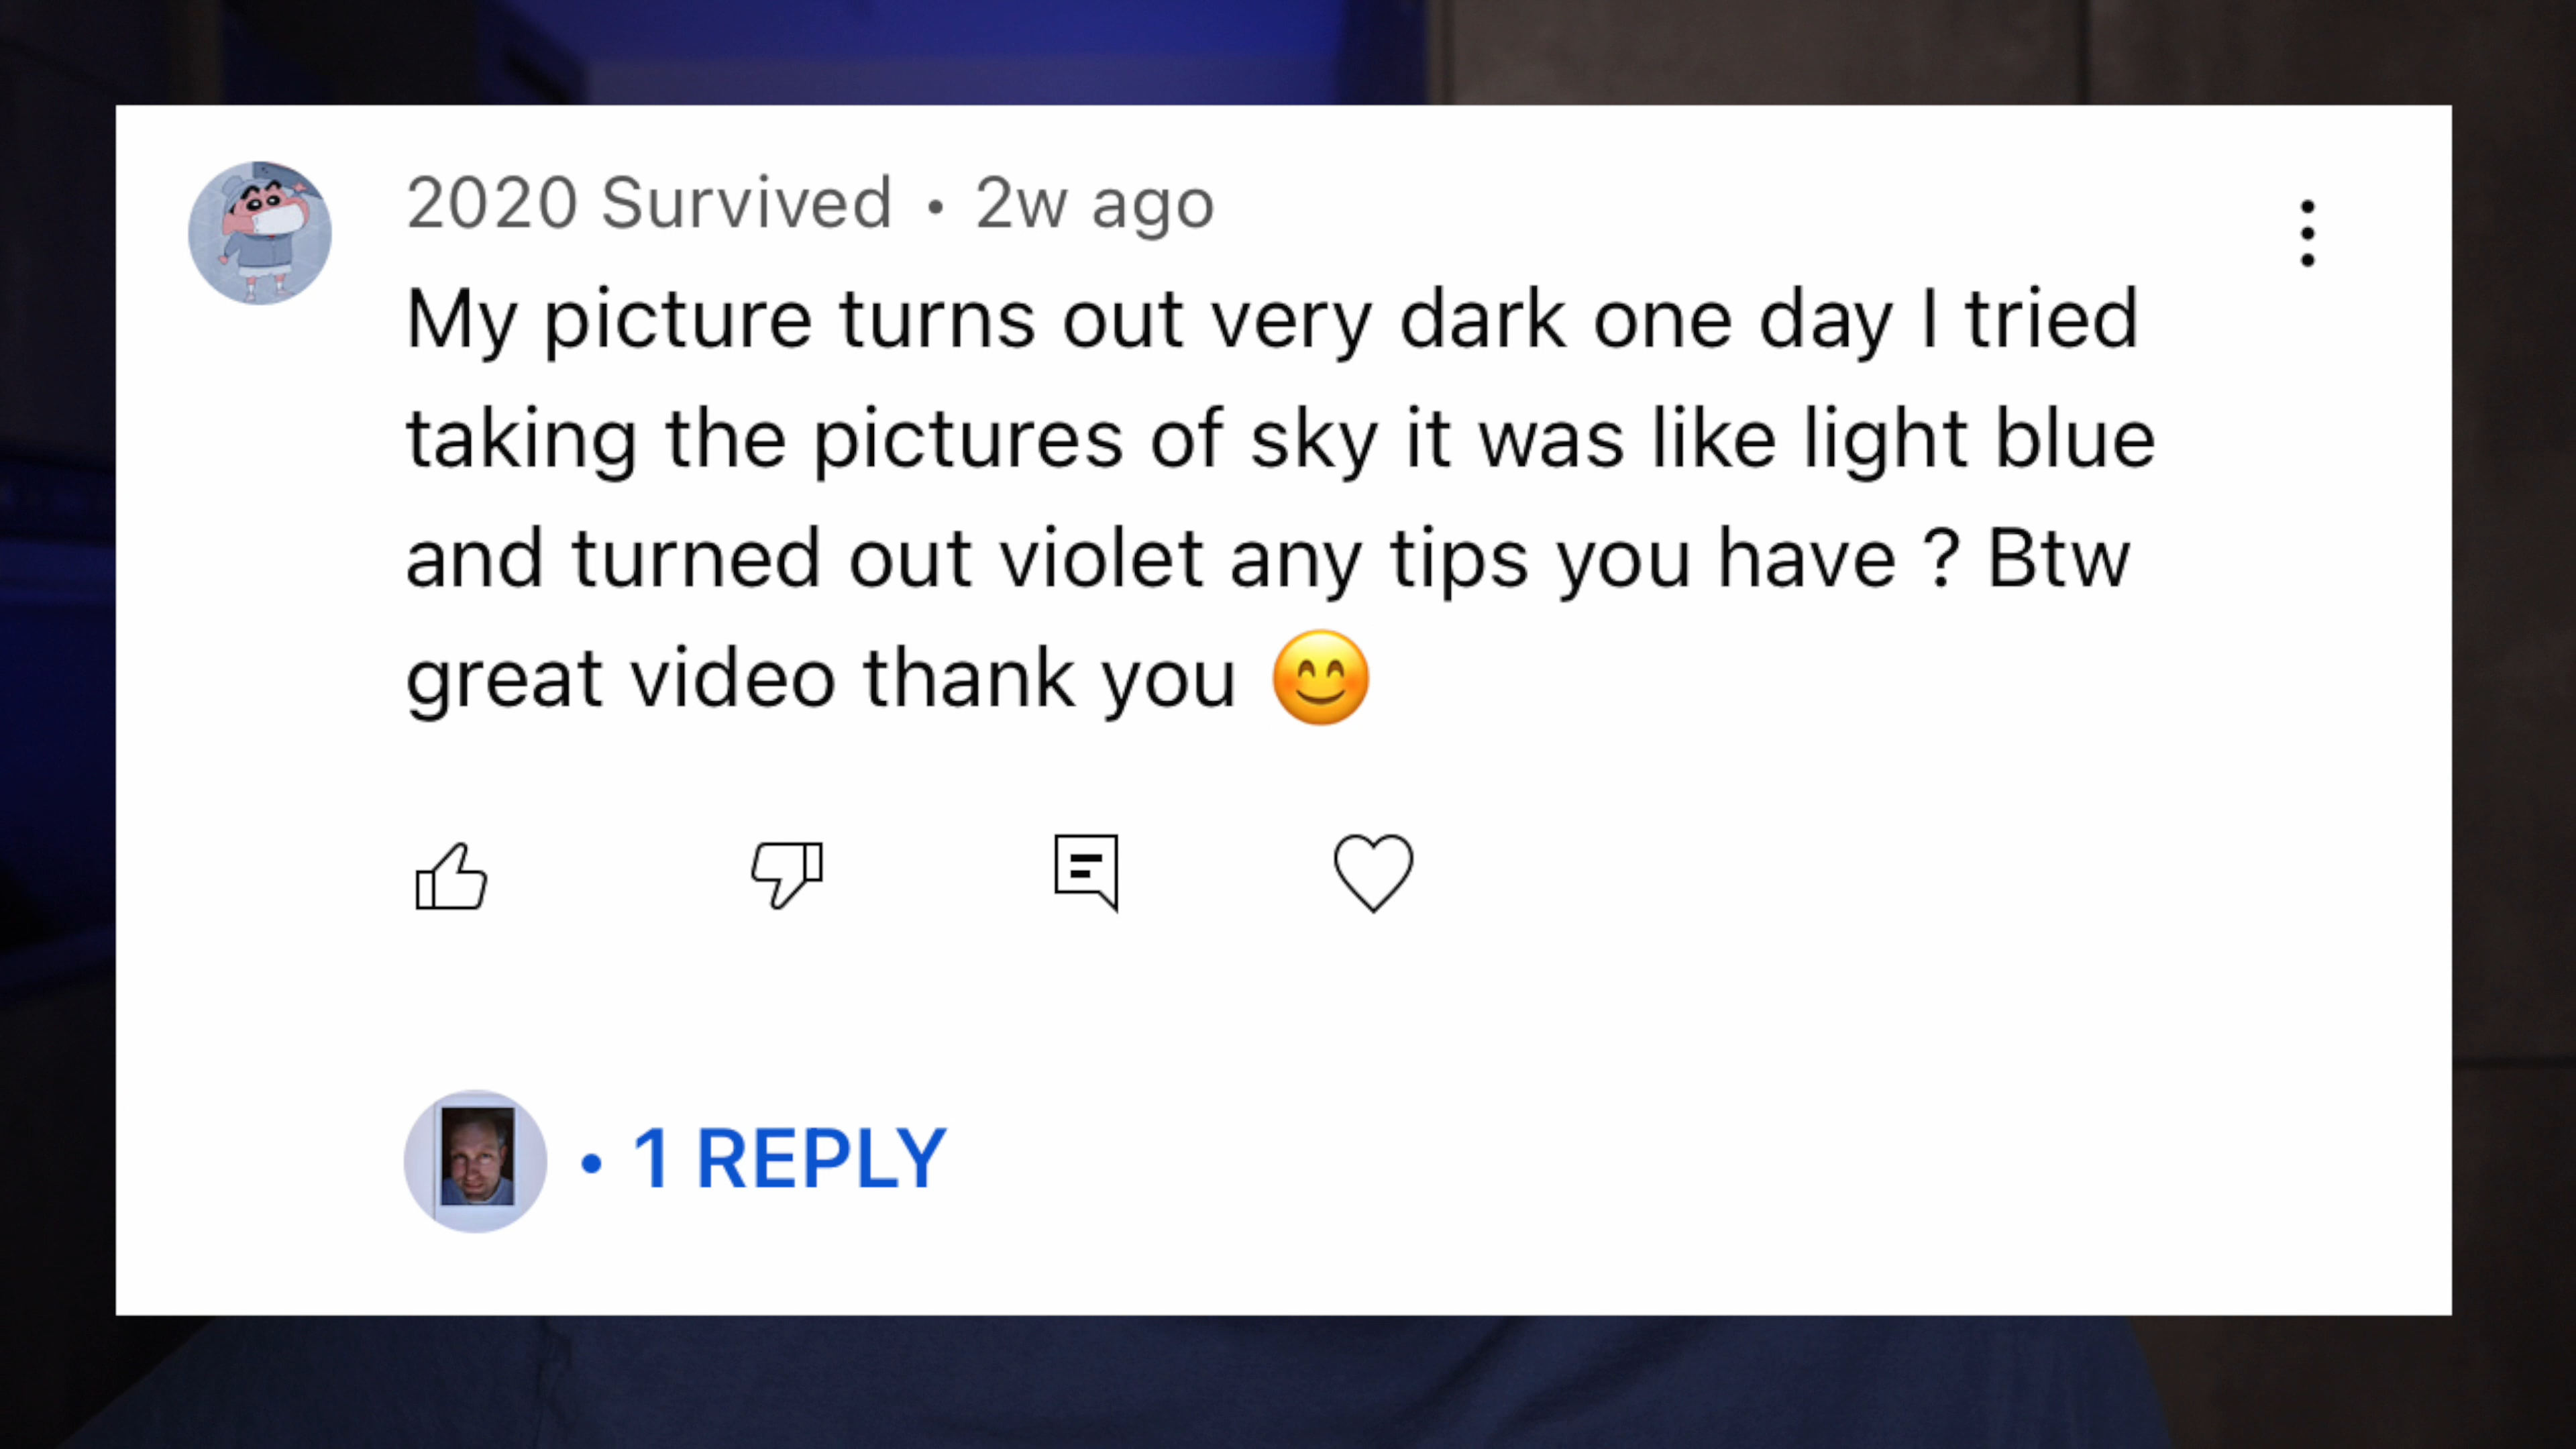 2020 Survived • 2w ago
My picture turns out very dark one day I tried
taking the pictures of sky it was like light blue
and turned out violet any tips you have ? Btw
great video thank you 😊
• 1 REPLY